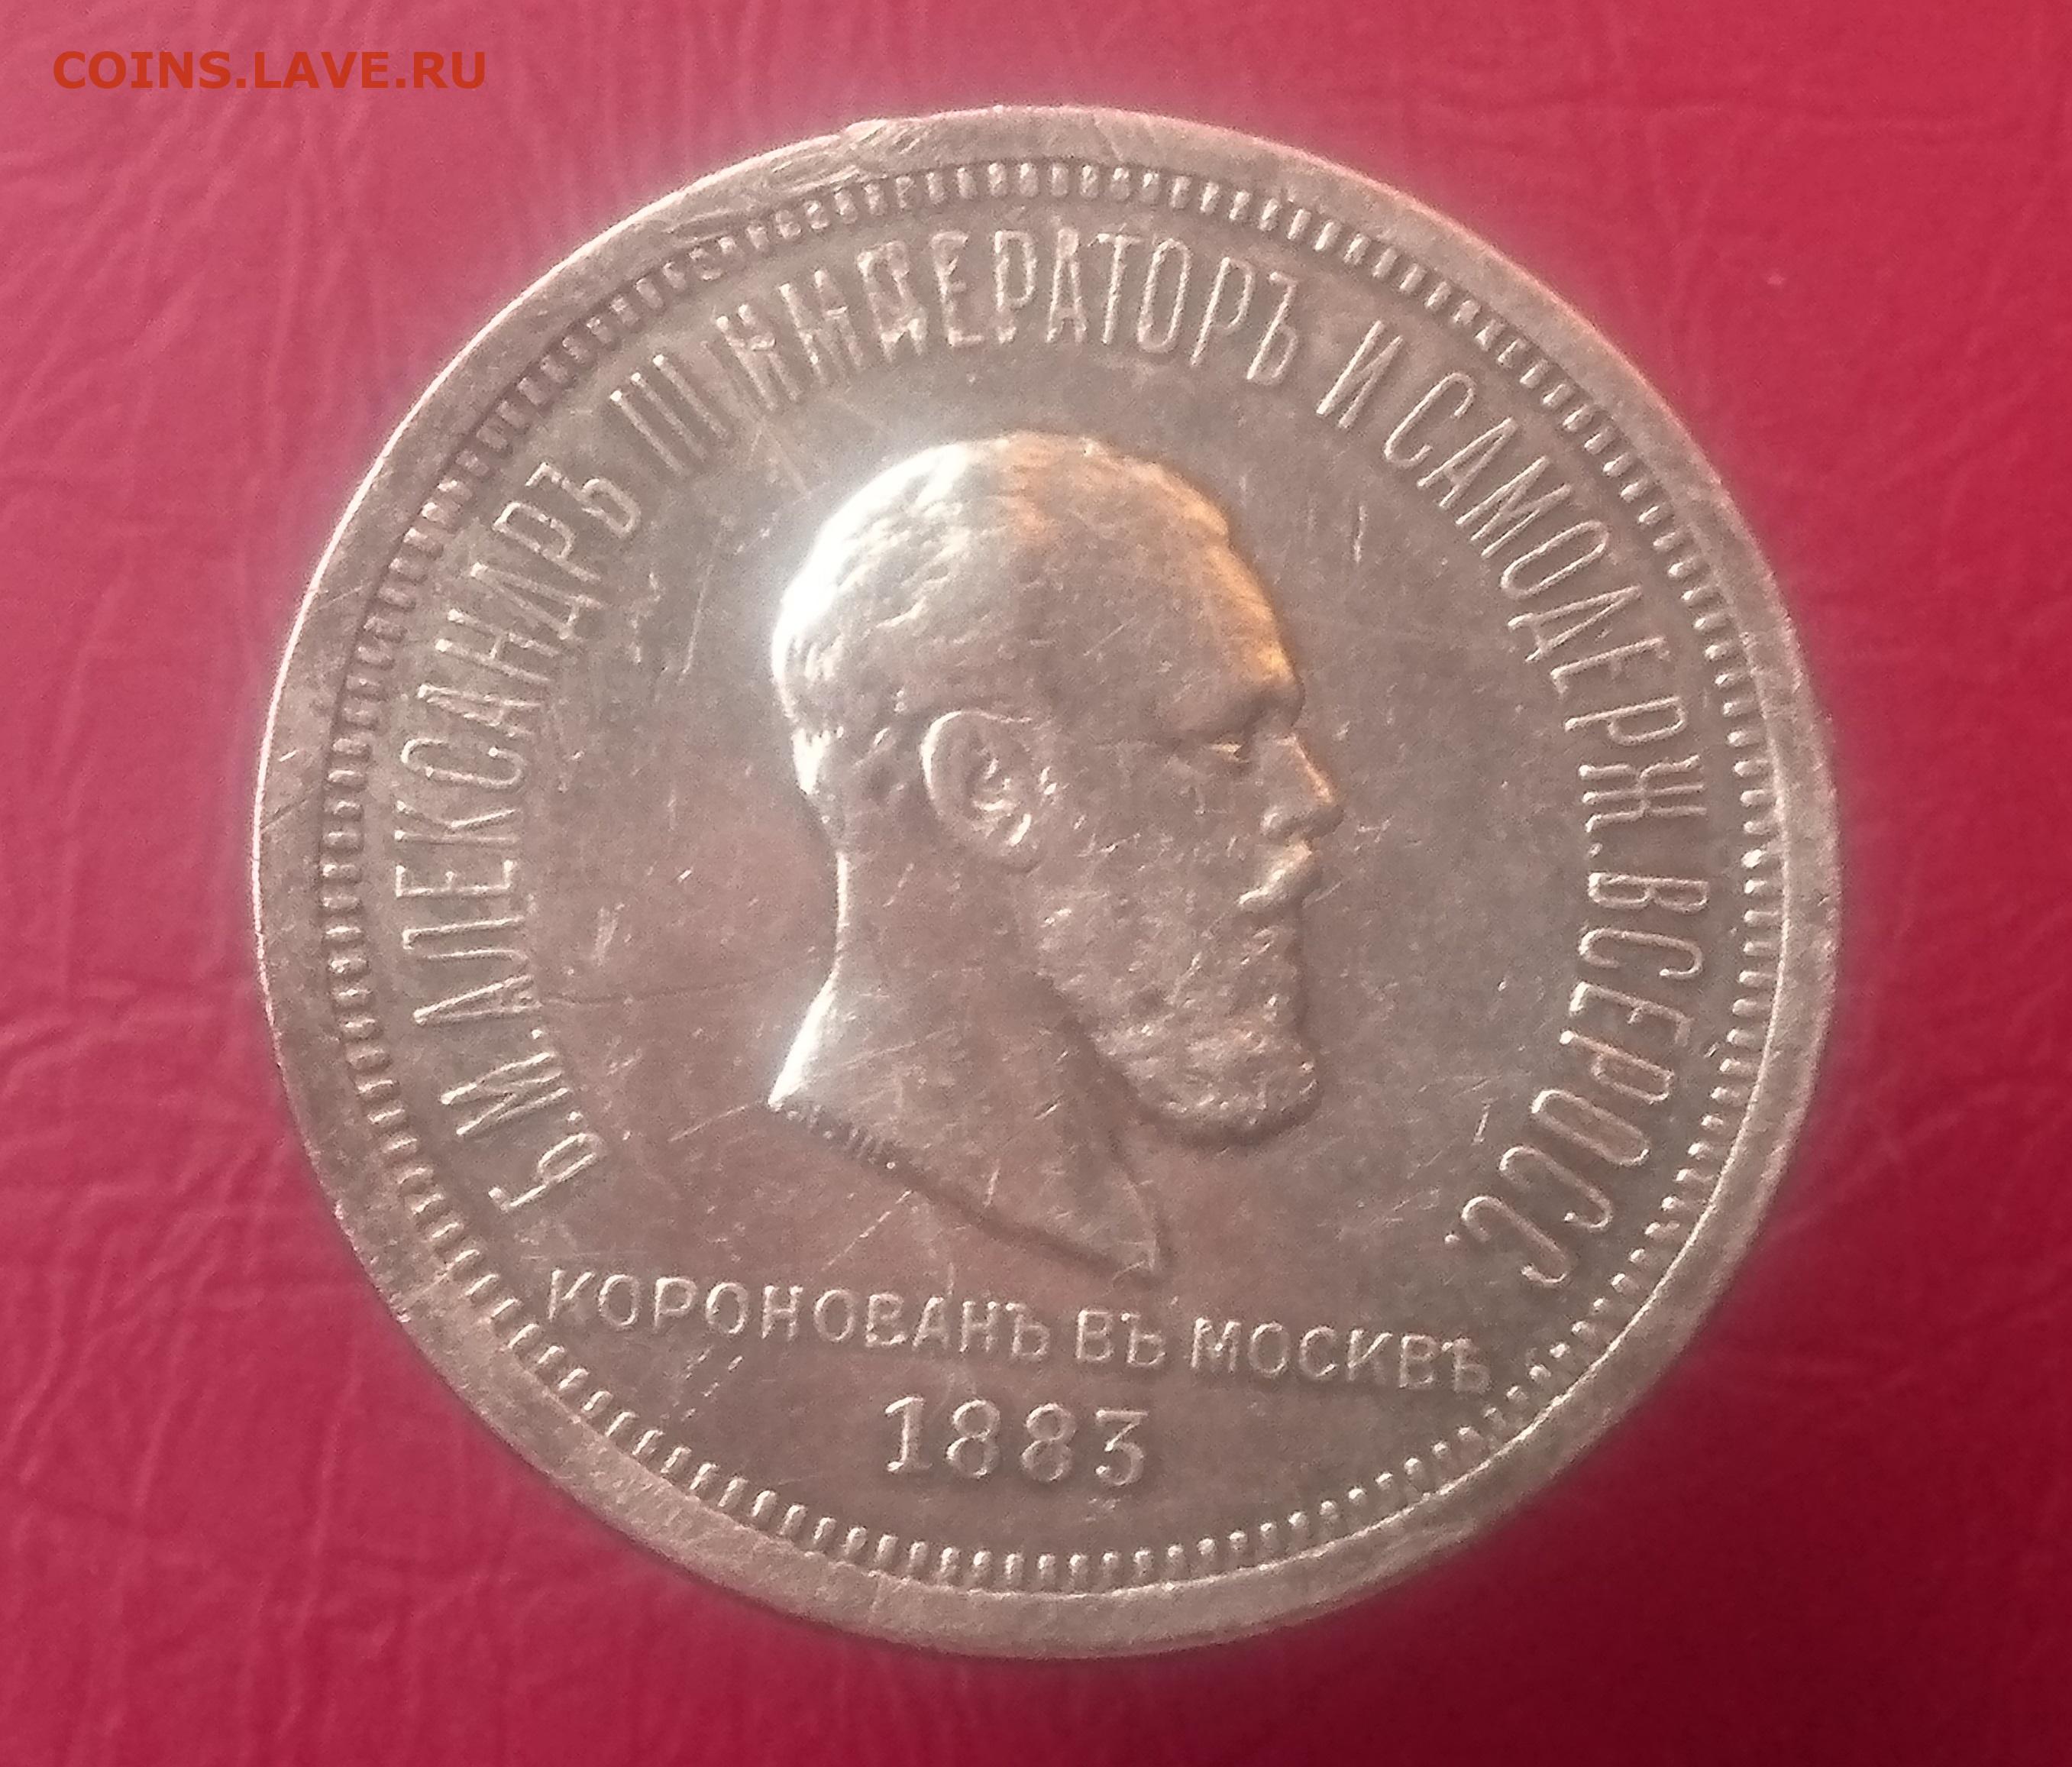 COINS.LAVE.RU
Б.М.АЛЕКСАНДРЪ III ИМПЕРАТОРЪ И САМОДЕРЖ.ВСЕРОСС.
КОРОНОВАНЪ ВЪ МОСКВѢ
1883